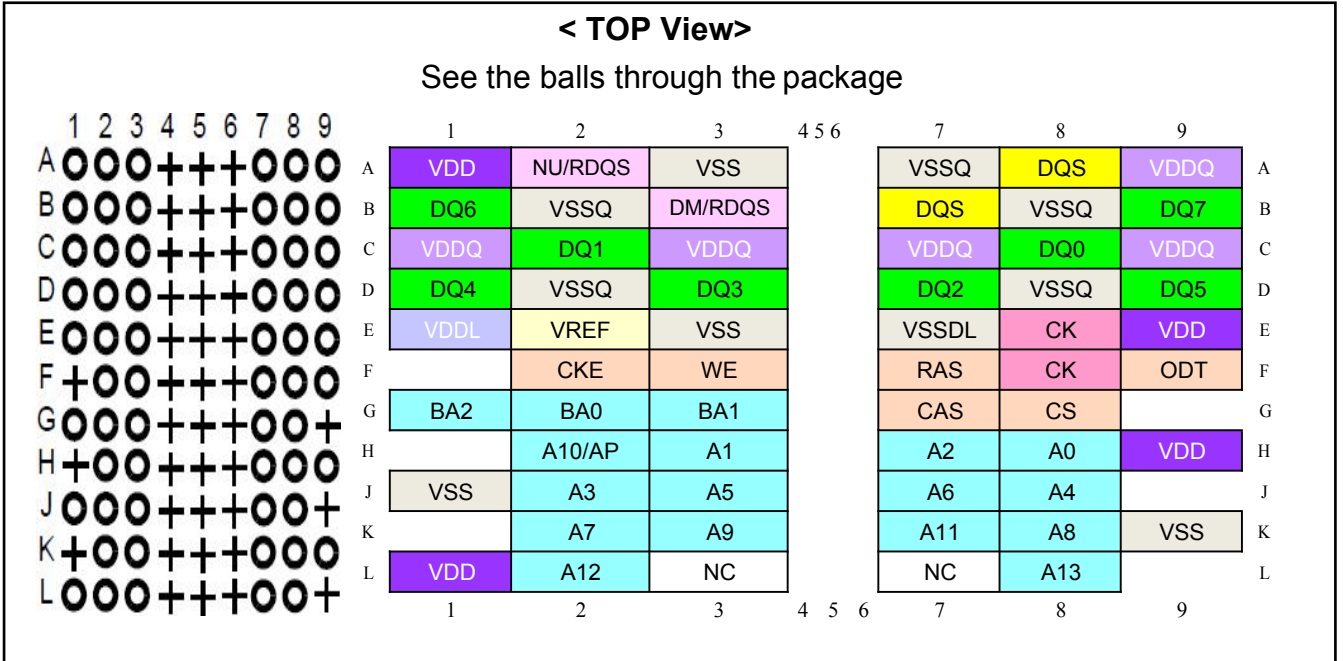 < TOP View>
See the balls through the package
1 2 3 4 5 6 7 8 9
A
B
C
D
E
F
G
H
J
K
L
1 2 3 4 5 6 7 8 9
A VDD NU/RDQS VSS VSSQ DQS VDDQ A
B DQ6 VSSQ DM/RDQS DQS VSSQ DQ7 B
C VDDQ DQ1 VDDQ VDDQ DQ0 VDDQ C
D DQ4 VSSQ DQ3 DQ2 VSSQ DQ5 D
E VDDL VREF VSS VSSDL CK VDD E
F CKE WE RAS CK ODT F
G BA2 BA0 BA1 CAS CS G
H A10/AP A1 A2 A0 VDD H
J VSS A3 A5 A6 A4 J
K A7 A9 A11 A8 VSS K
L VDD A12 NC NC A13 L
1 2 3 4 5 6 7 8 9